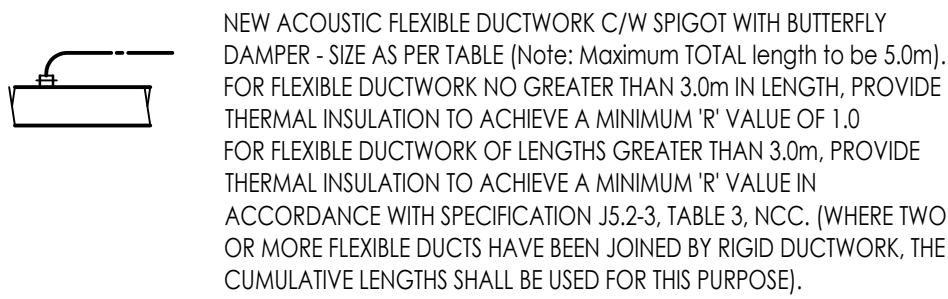 NEW ACOUSTIC FLEXIBLE DUCTWORK C/W SPIGOT WITH BUTTERFLY
DAMPER - SIZE AS PER TABLE (Note: Maximum TOTAL length to be 5.0m).
FOR FLEXIBLE DUCTWORK NO GREATER THAN 3.0m IN LENGTH, PROVIDE
THERMAL INSULATION TO ACHIEVE A MINIMUM 'R' VALUE OF 1.0
FOR FLEXIBLE DUCTWORK OF LENGTHS GREATER THAN 3.0m, PROVIDE
THERMAL INSULATION TO ACHIEVE A MINIMUM 'R' VALUE IN
ACCORDANCE WITH SPECIFICATION J5.2-3, TABLE 3, NCC. (WHERE TWO
OR MORE FLEXIBLE DUCTS HAVE BEEN JOINED BY RIGID DUCTWORK, THE
CUMULATIVE LENGTHS SHALL BE USED FOR THIS PURPOSE).